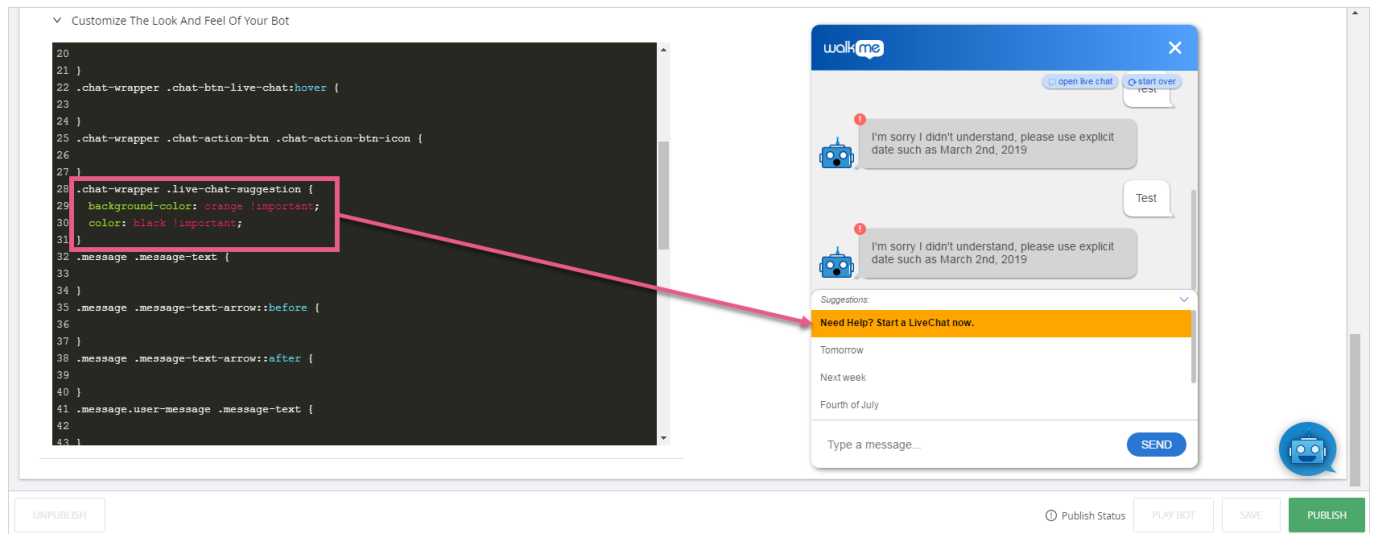 Customize The Look And Feel Of Your Bot
20
21 }
22 .chat-wrapper .chat-btn-live-chat:hover {
23
24 }
25 .chat-wrapper .chat-action-btn .chat-action-btn-icon {
26
27 }
28 .chat-wrapper .live-chat-suggestion {
29 background-color: orange !important;
30 color: black !important;
31 }
32 .message .message-text {
33
34 }
35 .message .message-text-arrow::before {
36
37 }
38 .message .message-text-arrow::after {
39
40 }
41 .message.user-message .message-text {
42
43 }
walkme
open live chat
start over
Test
I'm sorry I didn't understand, please use explicit
date such as March 2nd, 2019
Test
I'm sorry I didn't understand, please use explicit
date such as March 2nd, 2019
Suggestions:
Need Help? Start a LiveChat now.
Tomorrow
Next week
Fourth of July
Type a message...
SEND
UNPUBLISH
Publish Status
PLAY BOT
SAVE
PUBLISH